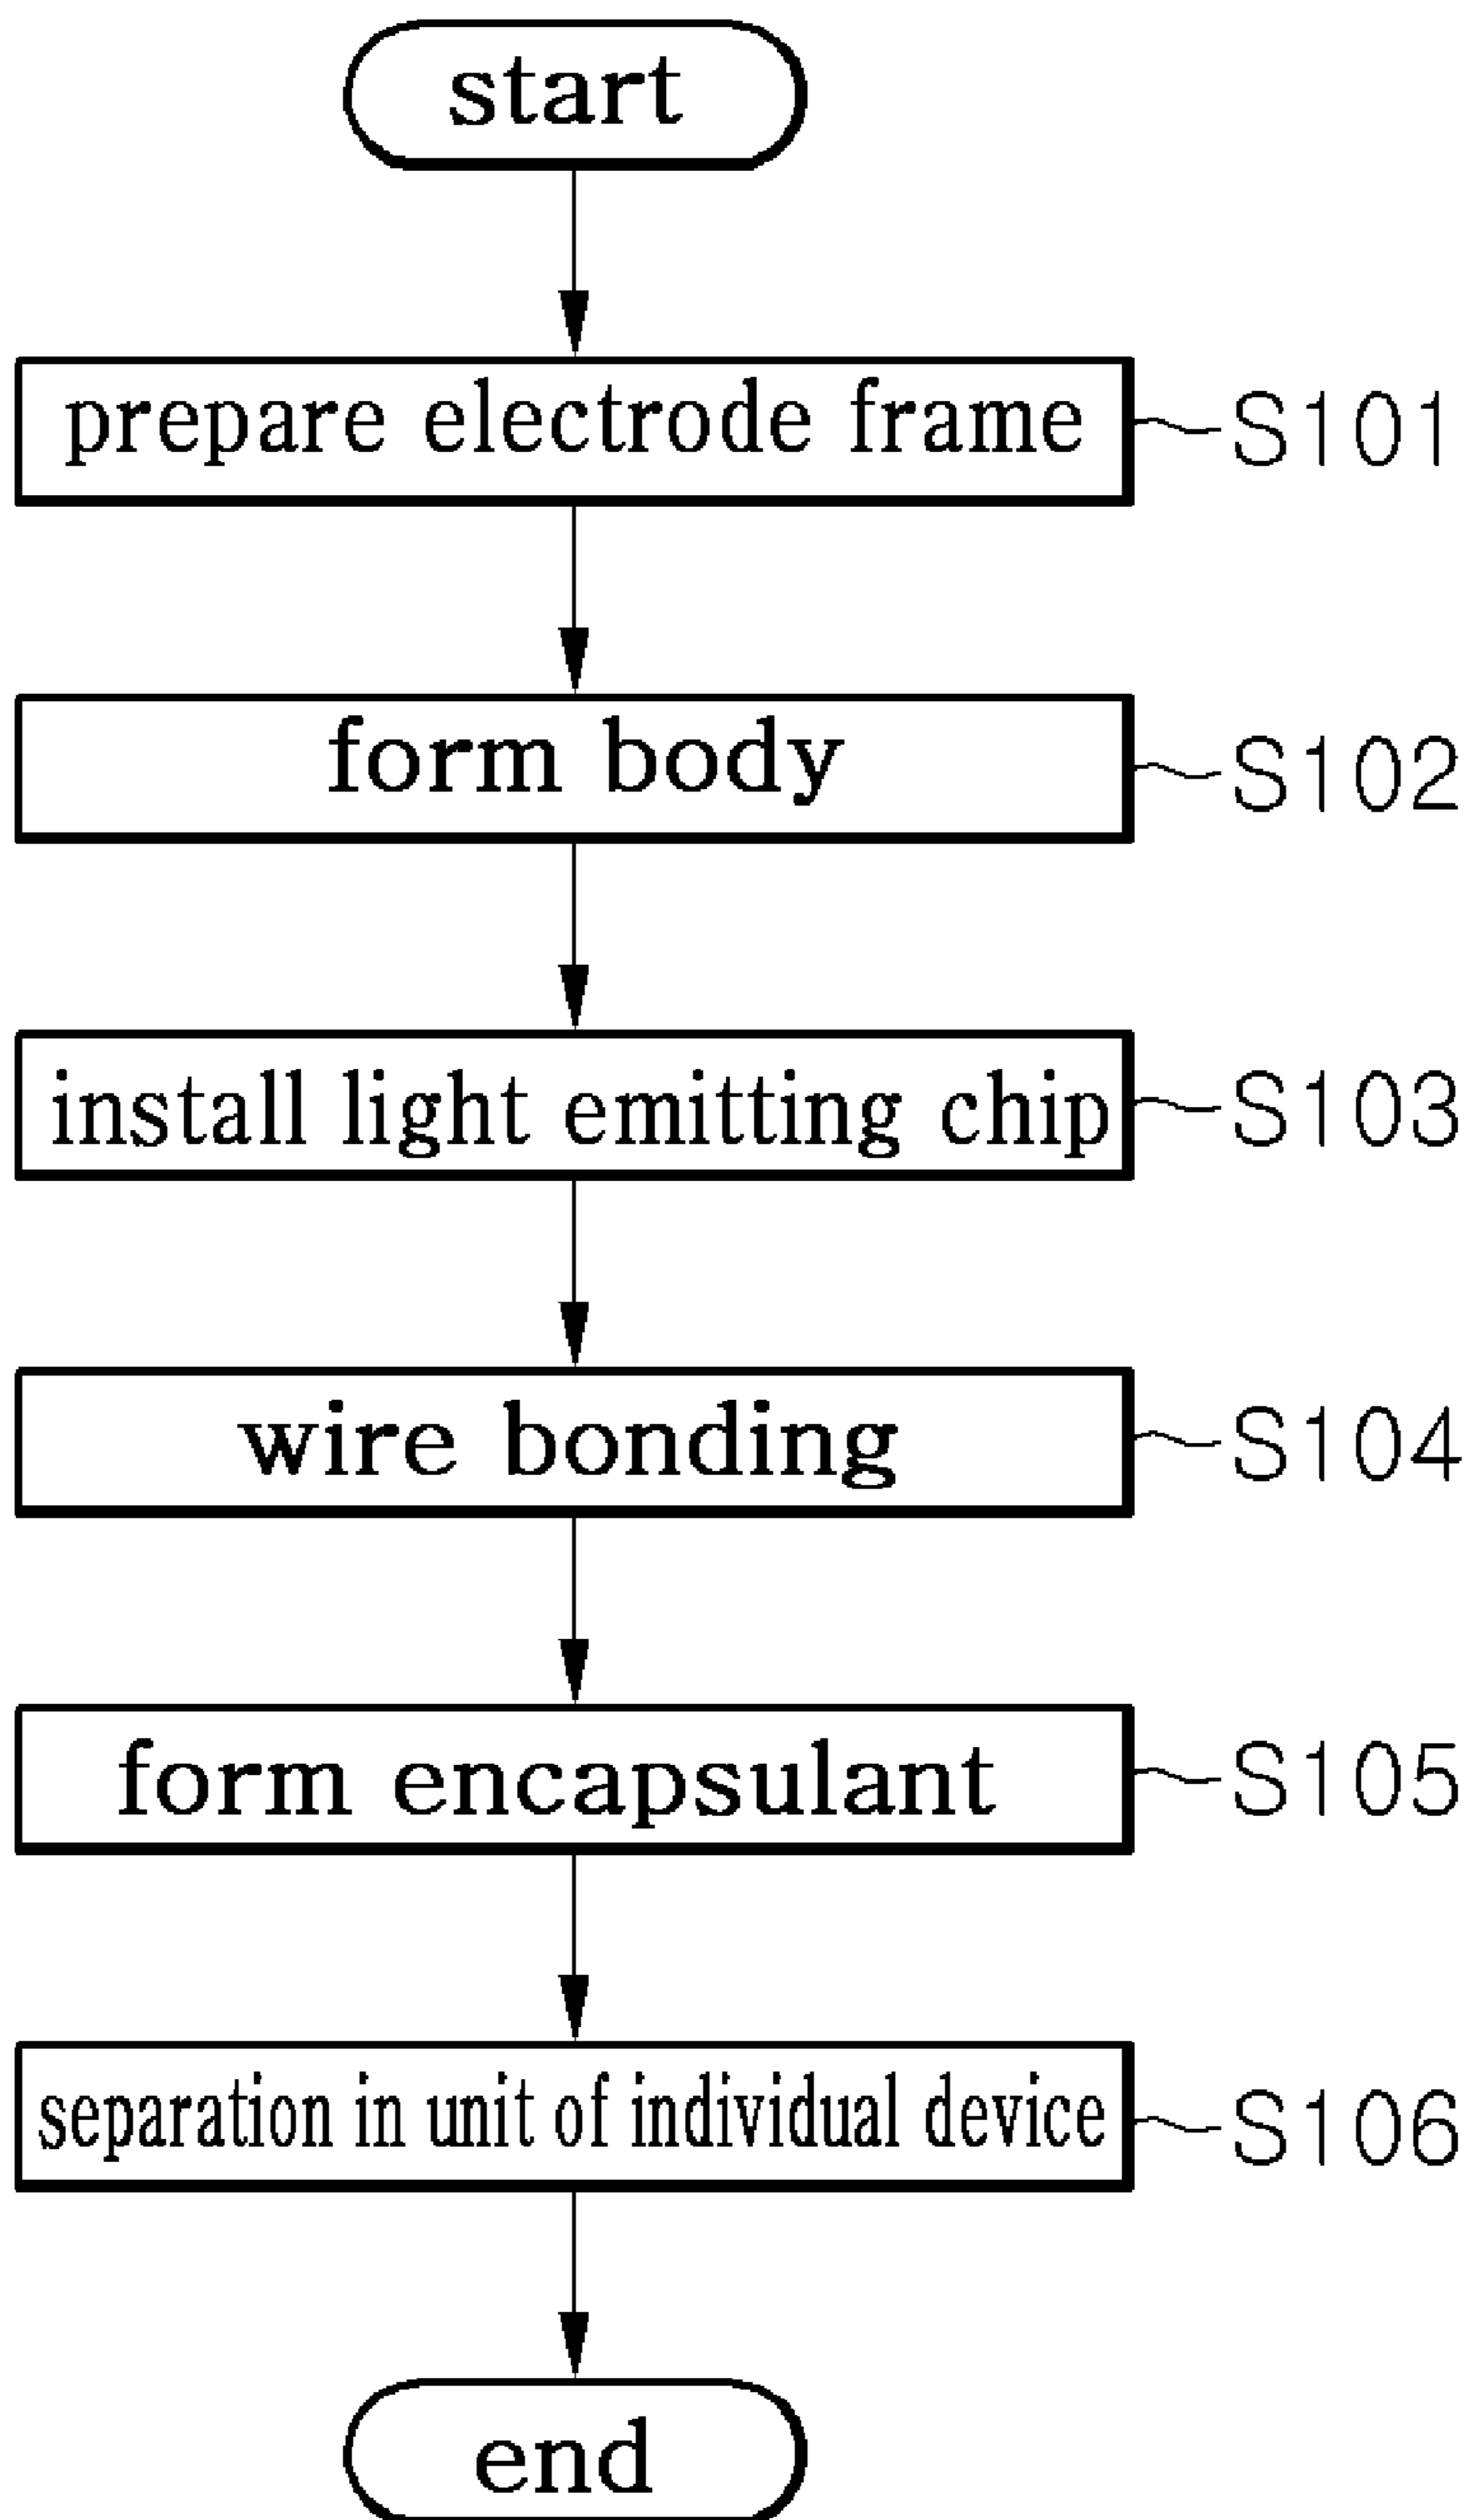 start
prepare electrode frame S101
form body S102
install light emitting chip S103
wire bonding S104
form encapsulant S105
separation in unit of individual device S106
end